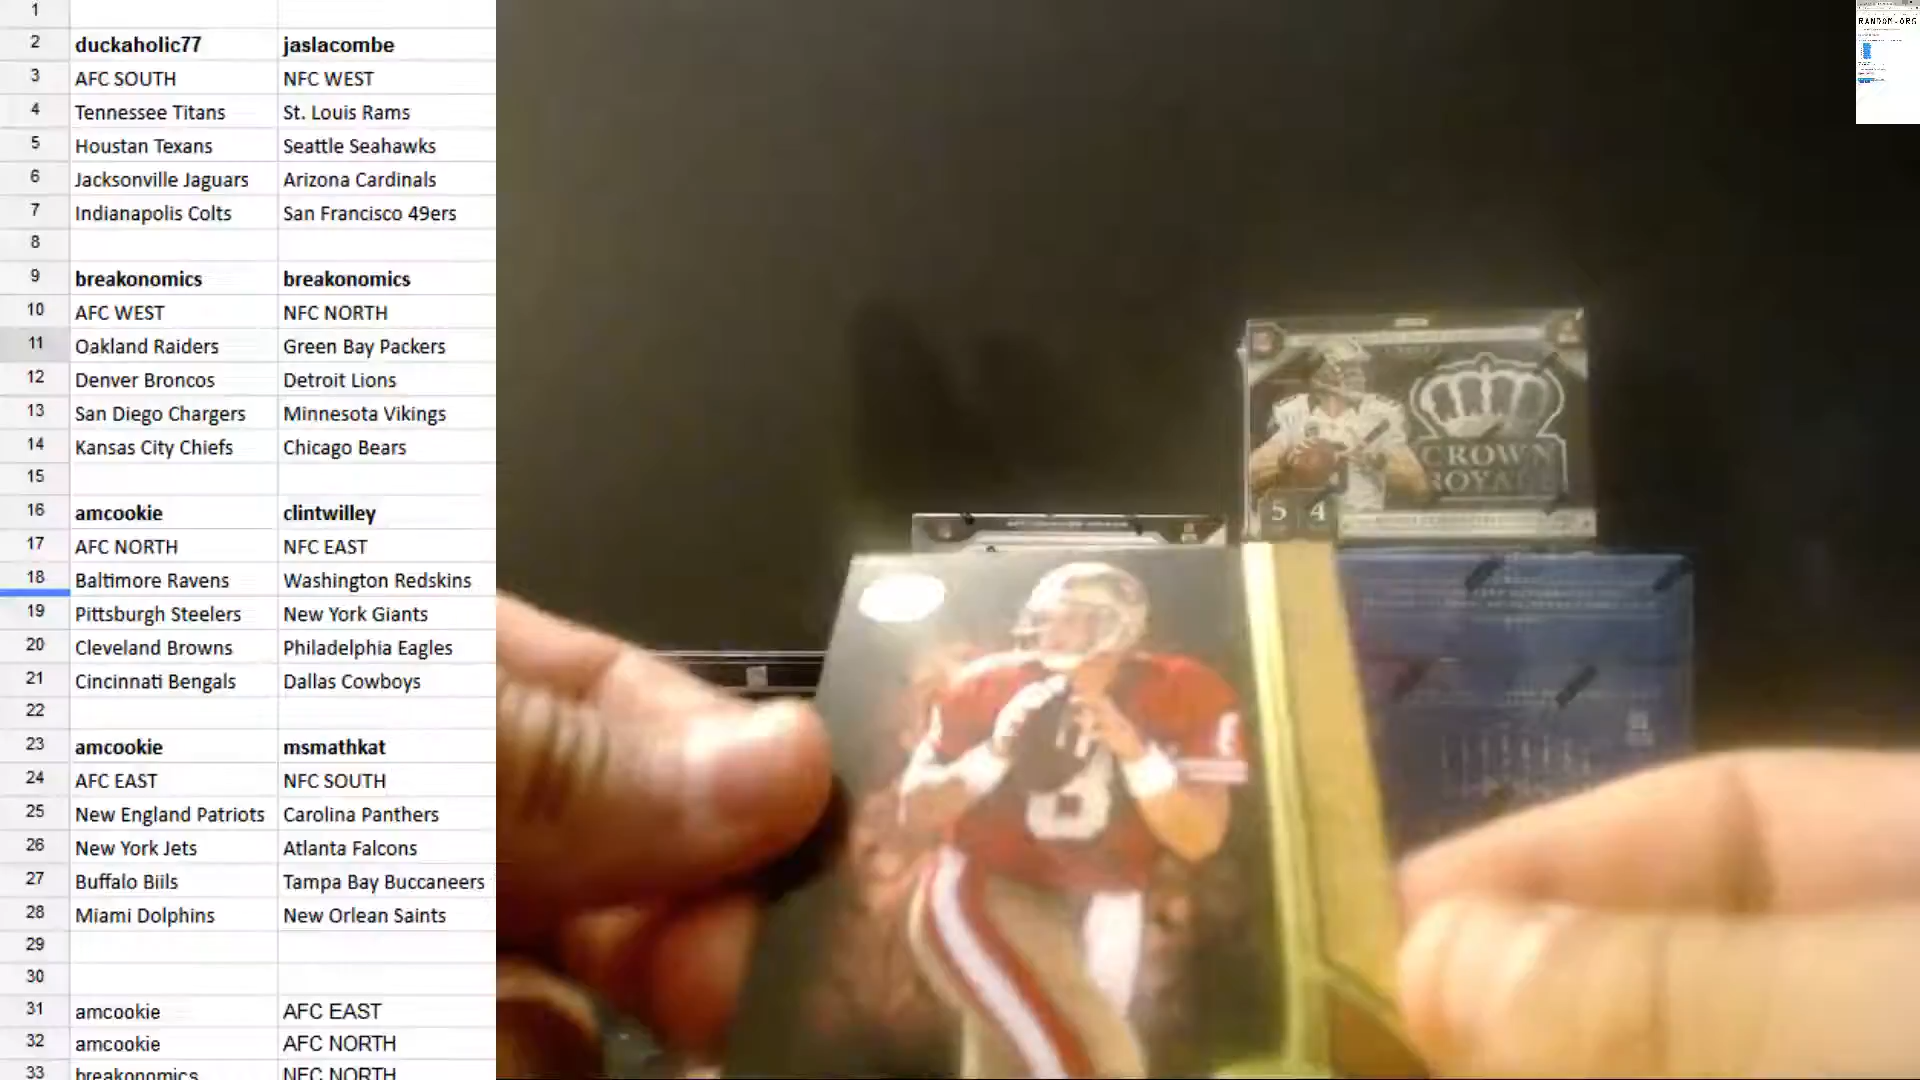 1
2 duckaholic77 jaslacombe
3 AFC SOUTH NFC WEST
4 Tennessee Titans St. Louis Rams
5 Houstan Texans Seattle Seahawks
6 Jacksonville Jaguars Arizona Cardinals
7 Indianapolis Colts San Francisco 49ers
8
9 breakonomics breakonomics
10 AFC WEST NFC NORTH
11 Oakland Raiders Green Bay Packers
12 Denver Broncos Detroit Lions
13 San Diego Chargers Minnesota Vikings
14 Kansas City Chiefs Chicago Bears
15
16 amcookie clintwilley
17 AFC NORTH NFC EAST
18 Baltimore Ravens Washington Redskins
19 Pittsburgh Steelers New York Giants
20 Cleveland Browns Philadelphia Eagles
21 Cincinnati Bengals Dallas Cowboys
22
23 amcookie msmathkat
24 AFC EAST NFC SOUTH
25 New England Patriots Carolina Panthers
26 New York Jets Atlanta Falcons
27 Buffalo Biils Tampa Bay Buccaneers
28 Miami Dolphins New Orlean Saints
29
30
31 amcookie AFC EAST
32 amcookie AFC NORTH
33 breakonomics NFC NORTH
RANDOM.ORG
CROWN
ROYALE
5 4
8